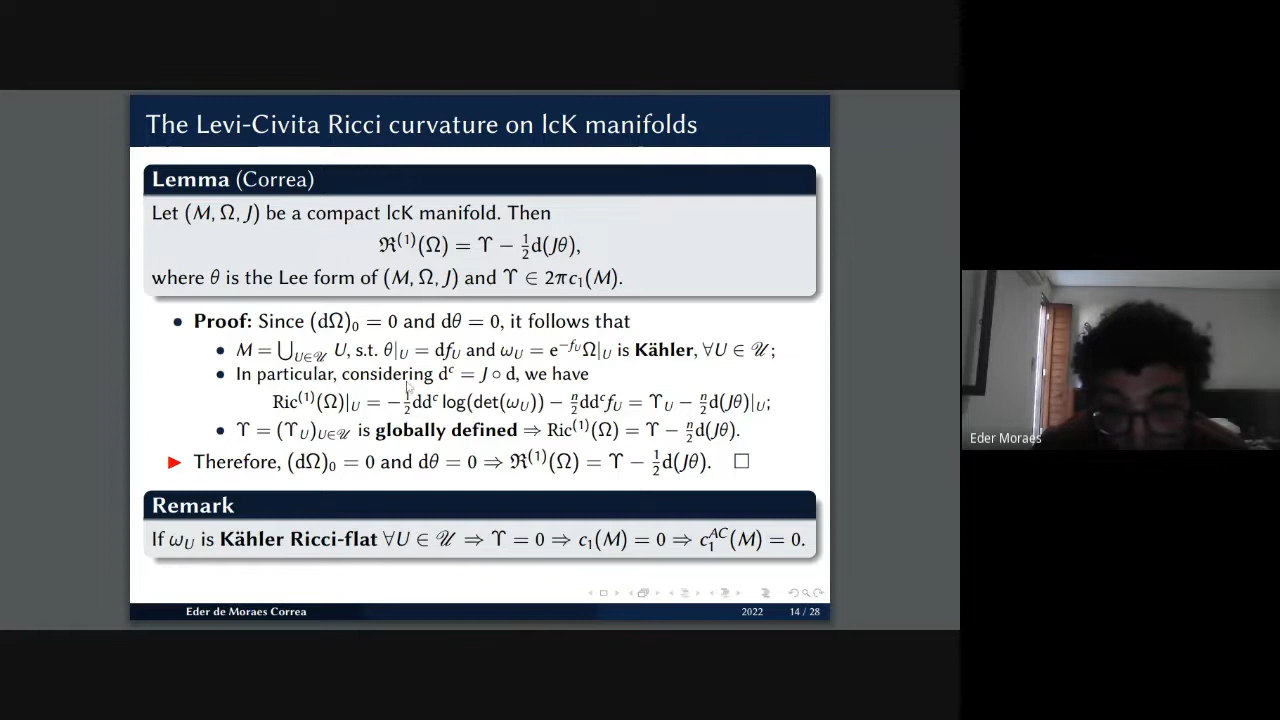 The Levi-Civita Ricci curvature on lcK manifolds
Lemma (Correa)
Let (M, Ω, J) be a compact lcK manifold. Then
ℜ⁽¹⁾(Ω) = ϒ − ½d(Jθ),
where θ is the Lee form of (M, Ω, J) and ϒ ∈ 2πc₁(M).
• Proof: Since (dΩ)₀ = 0 and dθ = 0, it follows that
• M = ⋃_{U∈𝒰} U, s.t. θ|_U = df_U and ω_U = e^{−f_U}Ω|_U is Kähler, ∀U ∈ 𝒰;
• In particular, considering dᶜ = J ∘ d, we have
Ric⁽¹⁾(Ω)|_U = −½ddᶜ log(det(ω_U)) − n/2 ddᶜf_U = ϒ_U − n/2 d(Jθ)|_U;
• ϒ = (ϒ_U)_{U∈𝒰} is globally defined ⇒ Ric⁽¹⁾(Ω) = ϒ − n/2 d(Jθ).
▶ Therefore, (dΩ)₀ = 0 and dθ = 0 ⇒ ℜ⁽¹⁾(Ω) = ϒ − ½d(Jθ). □
Remark
If ω_U is Kähler Ricci-flat ∀U ∈ 𝒰 ⇒ ϒ = 0 ⇒ c₁(M) = 0 ⇒ c₁^{AC}(M) = 0.
Eder de Moraes Correa 2022 14 / 28
Eder Moraes